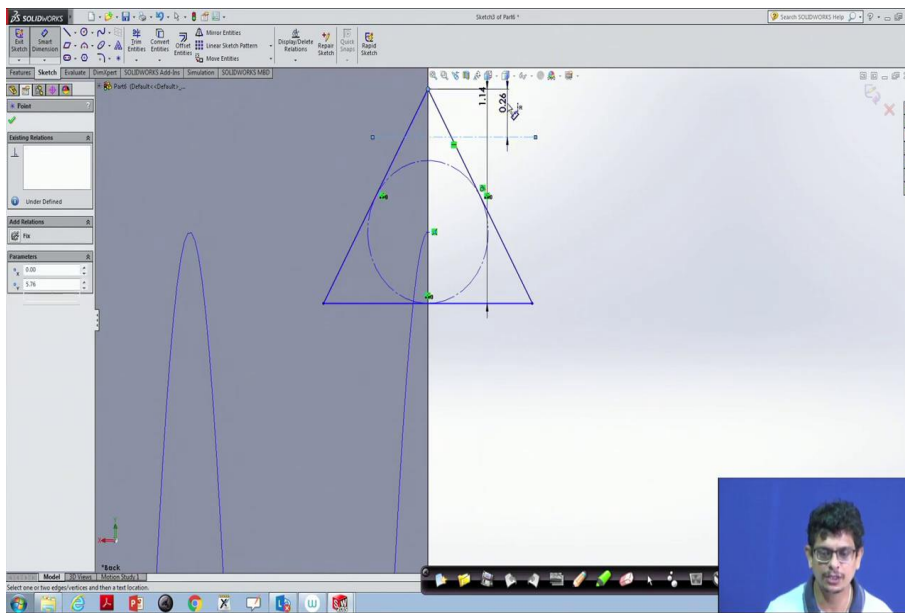 SOLIDWORKS
Sketch3 of Part6 *
Search SOLIDWORKS Help
Exit Sketch
Smart Dimension
Trim Entities
Convert Entities
Offset Entities
Mirror Entities
Linear Sketch Pattern
Move Entities
Display/Delete Relations
Repair Sketch
Quick Snaps
Rapid Sketch
Features Sketch Evaluate DimXpert SOLIDWORKS Add-Ins Simulation SOLIDWORKS MBD
Part6 (Default<<Default>_...
Point
?
Existing Relations
Under Defined
Add Relations
Fix
Parameters
0.00
5.76
1.14
0.26
*Back
Model 3D Views Motion Study 1
Select one or two edges/vertices and then a text location.